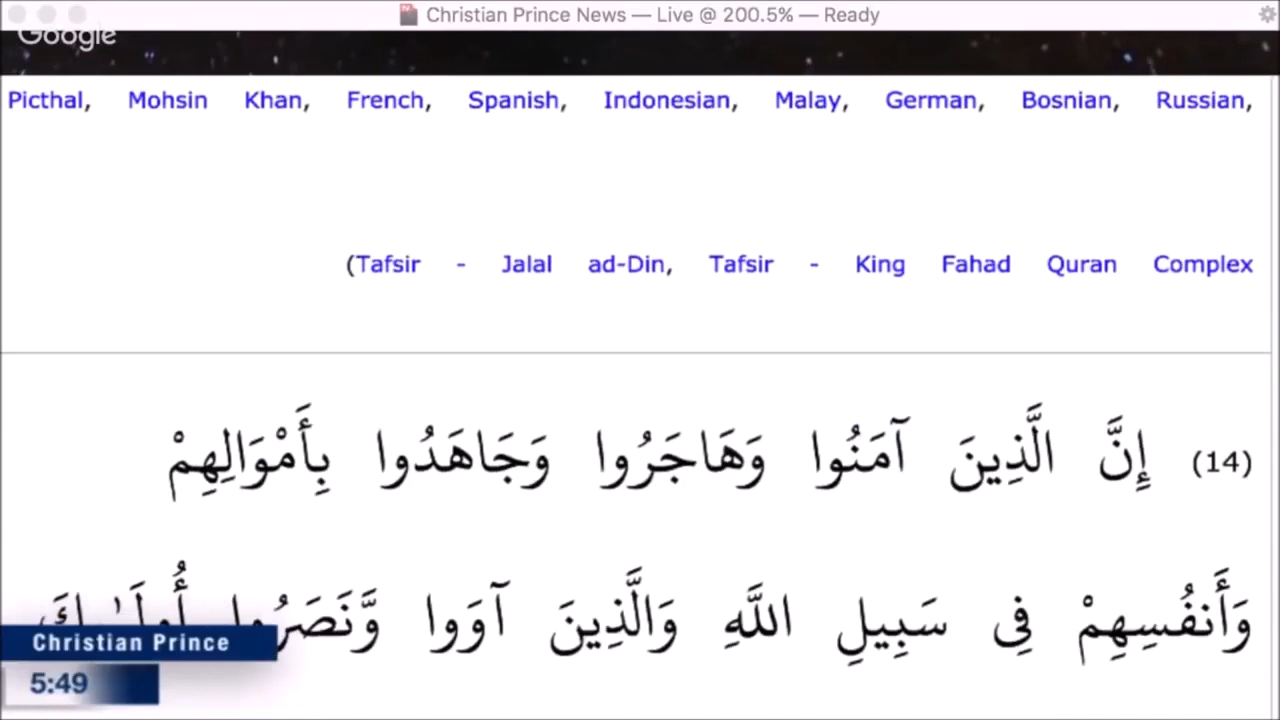 Christian Prince News — Live @ 200.5% — Ready
Google
Picthal, Mohsin Khan, French, Spanish, Indonesian, Malay, German, Bosnian, Russian,
(Tafsir - Jalal ad-Din, Tafsir - King Fahad Quran Complex
(14) إِنَّ الَّذِينَ آمَنُوا وَهَاجَرُوا وَجَاهَدُوا بِأَمْوَالِهِمْ
وَأَنفُسِهِمْ فِى سَبِيلِ اللَّهِ وَالَّذِينَ آوَوا وَّنَصَرُوا
Christian Prince
5:49